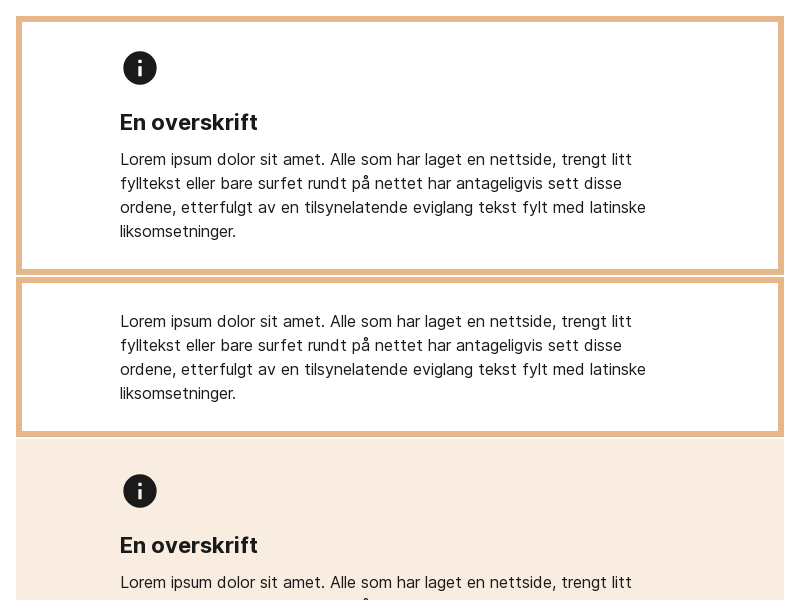 En overskrift
Lorem ipsum dolor sit amet. Alle som har laget en nettside, trengt litt
fylltekst eller bare surfet rundt på nettet har antageligvis sett disse
ordene, etterfulgt av en tilsynelatende eviglang tekst fylt med latinske
liksomsetninger.
Lorem ipsum dolor sit amet. Alle som har laget en nettside, trengt litt
fylltekst eller bare surfet rundt på nettet har antageligvis sett disse
ordene, etterfulgt av en tilsynelatende eviglang tekst fylt med latinske
liksomsetninger.
En overskrift
Lorem ipsum dolor sit amet. Alle som har laget en nettside, trengt litt